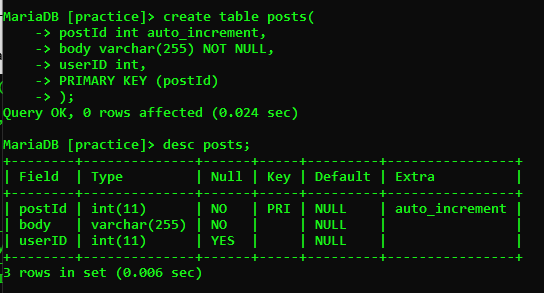 MariaDB [practice]> create table posts(
    -> postId int auto_increment,
    -> body varchar(255) NOT NULL,
    -> userID int,
    -> PRIMARY KEY (postId)
    -> );
Query OK, 0 rows affected (0.024 sec)
MariaDB [practice]> desc posts;
+--------+--------------+------+-----+---------+----------------+
| Field  | Type         | Null | Key | Default | Extra          |
+--------+--------------+------+-----+---------+----------------+
| postId | int(11)      | NO   | PRI | NULL    | auto_increment |
| body   | varchar(255) | NO   |     | NULL    |                |
| userID | int(11)      | YES  |     | NULL    |                |
+--------+--------------+------+-----+---------+----------------+
3 rows in set (0.006 sec)